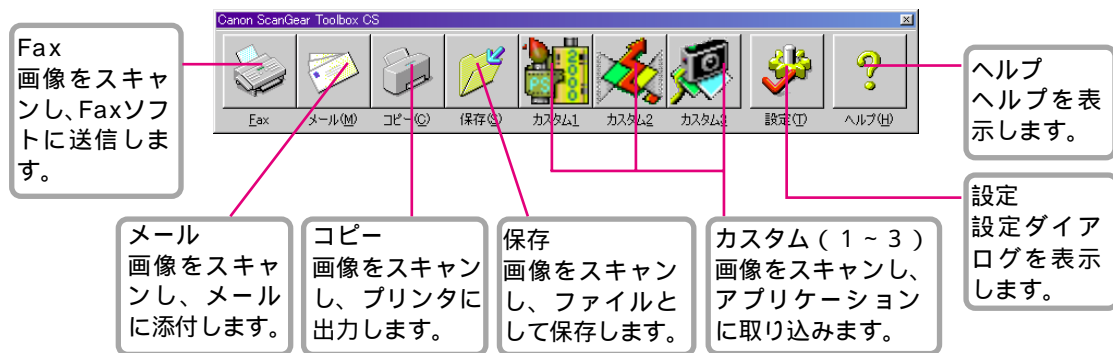 Canon ScanGear Toolbox CS
Fax
メール(M)
コピー(C)
保存(S)
カスタム1
カスタム2
カスタム3
設定(T)
ヘルプ(H)
PS
2000
Fax
画像をスキャ
ンし、Faxソフ
トに送信しま
す。
メール
画像をスキャ
ンし、メール
に添付します。
コピー
画像をスキャン
し、プリンタに
出力します。
保存
画像をスキャン
し、ファイルと
して保存します。
カスタム(1~3)
画像をスキャンし、
アプリケーション
に取り込みます。
ヘルプ
ヘルプを表
示します。
設定
設定ダイア
ログを表示
します。